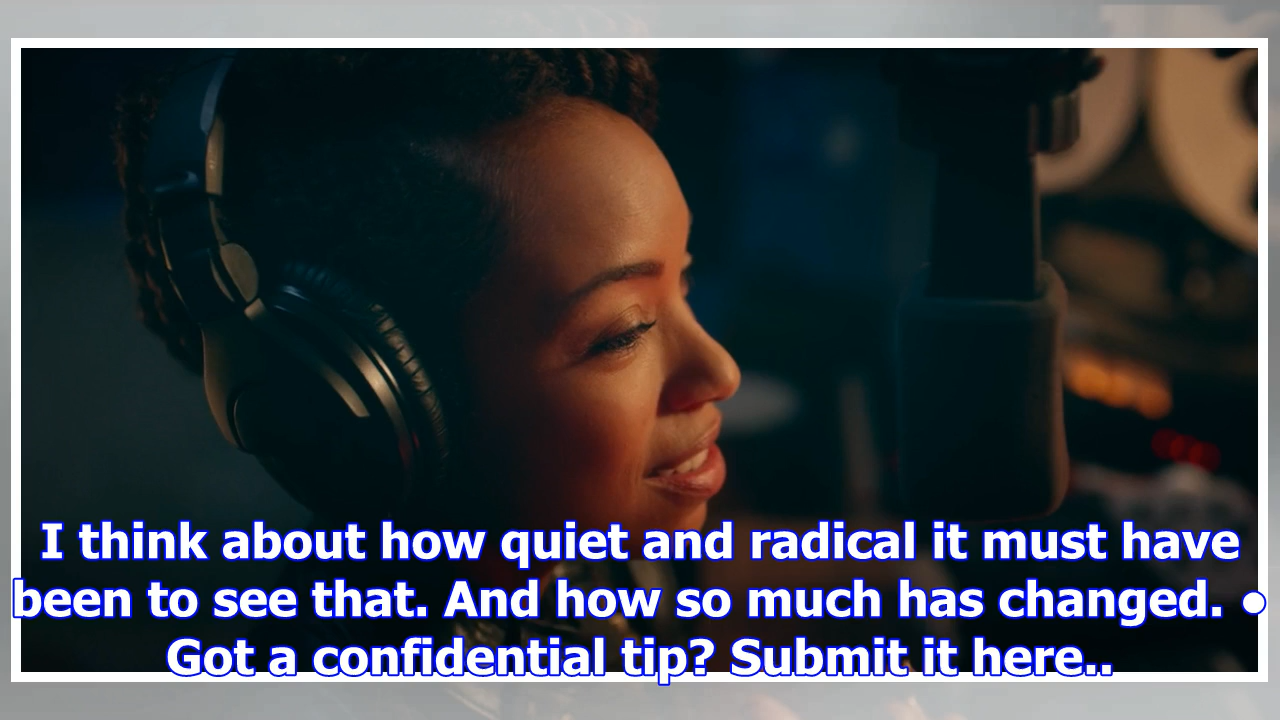 I think about how quiet and radical it must have
been to see that. And how so much has changed. •
Got a confidential tip? Submit it here..